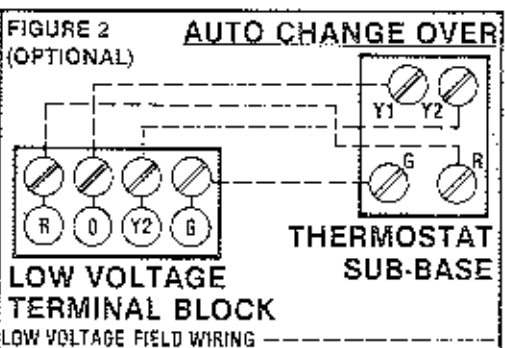 FIGURE 2
(OPTIONAL)
AUTO CHANGE OVER
Y1 Y2
G R
R O Y2 G
THERMOSTAT
SUB-BASE
LOW VOLTAGE
TERMINAL BLOCK
LOW VOLTAGE FIELD WIRING